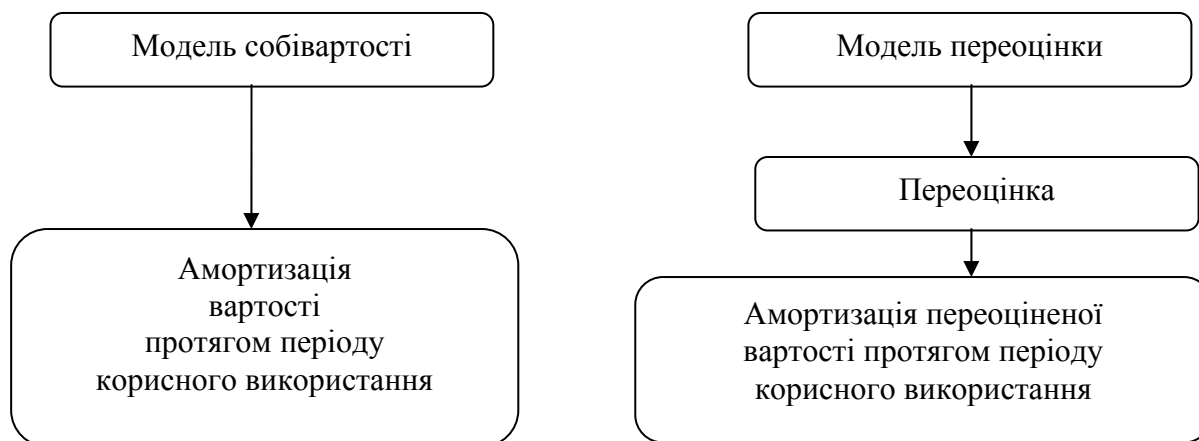 Модель собівартості
Амортизація
вартості
протягом періоду
корисного використання
Модель переоцінки
Переоцінка
Амортизація переоціненої
вартості протягом періоду
корисного використання